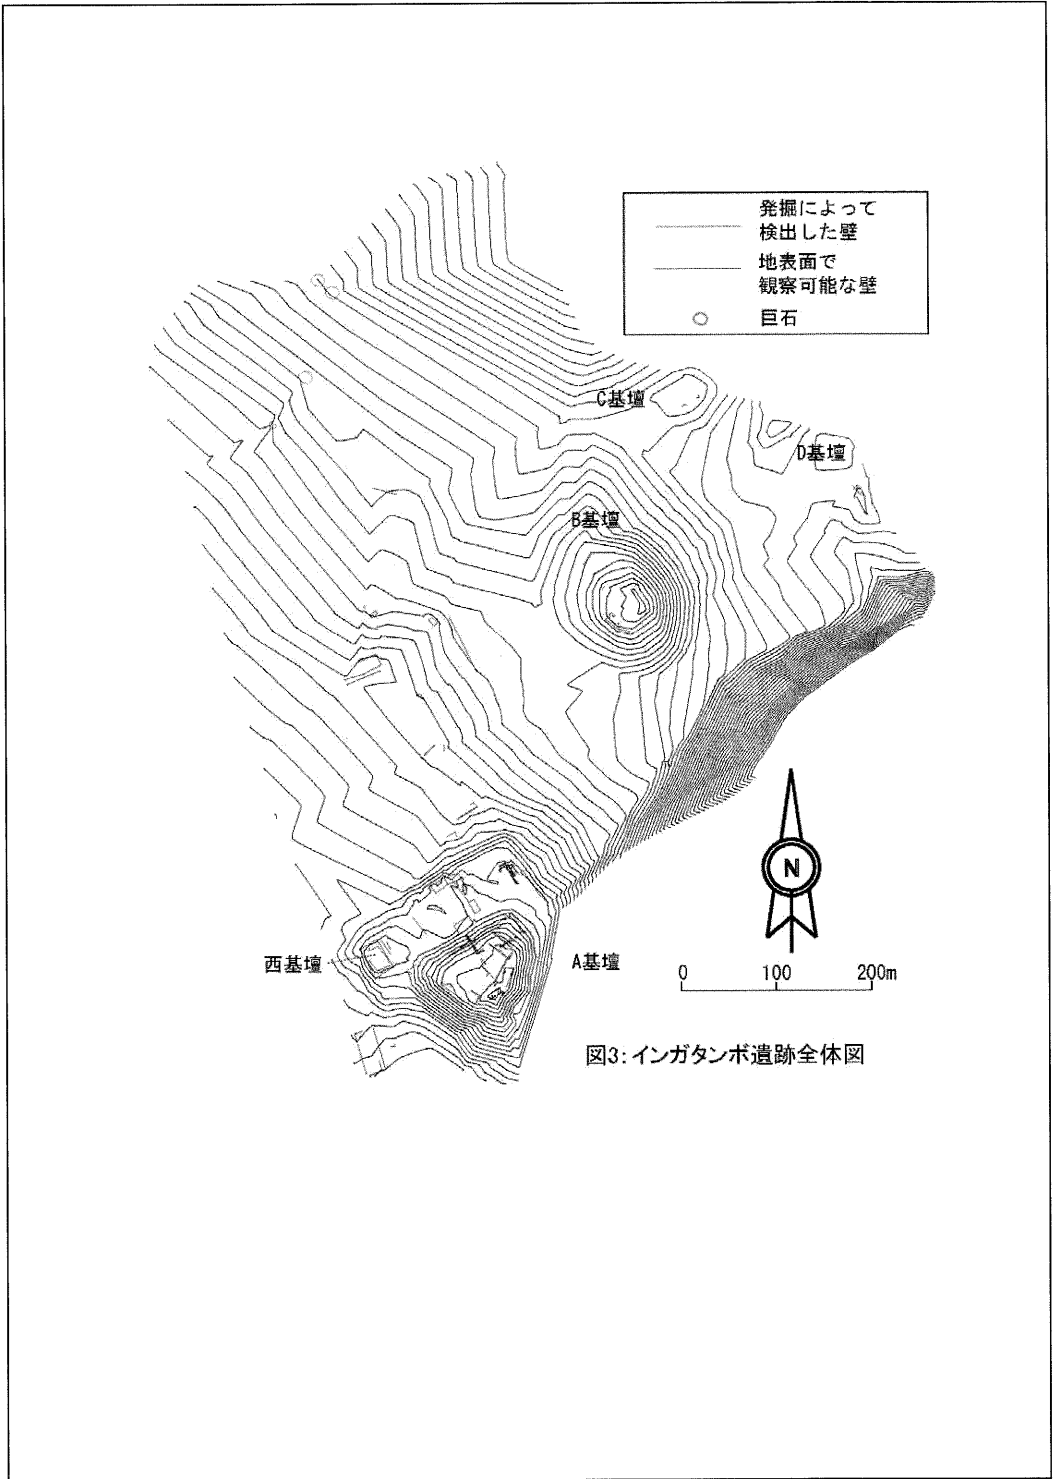 発掘によって
検出した壁
地表面で
観察可能な壁
巨石
C基壇
D基壇
B基壇
N
西基壇
A基壇
0 100 200m
図3:インガタンボ遺跡全体図